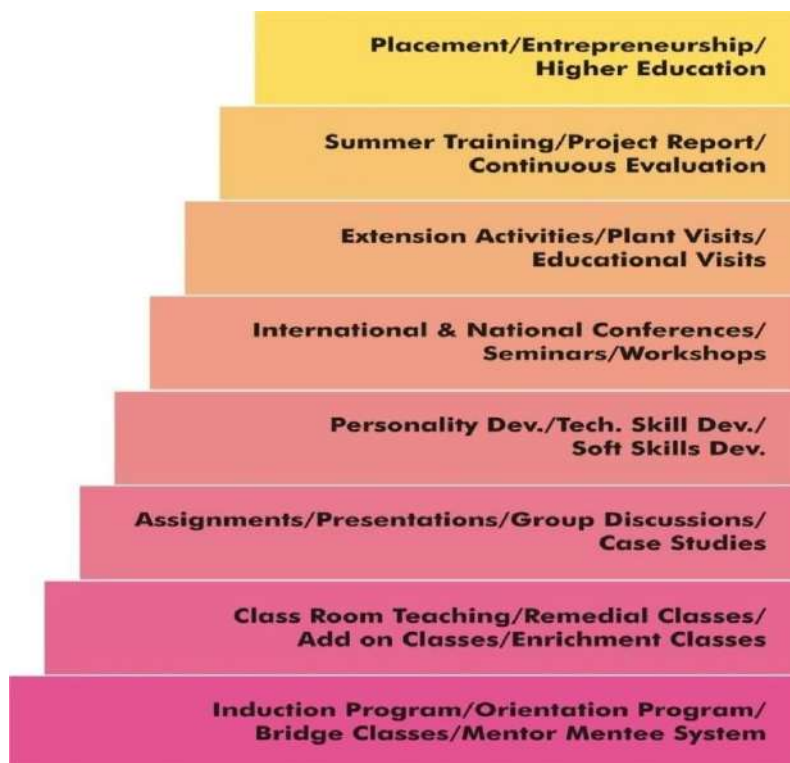 Placement/Entrepreneurship/
Higher Education
Summer Training/Project Report/
Continuous Evaluation
Extension Activities/Plant Visits/
Educational Visits
International & National Conferences/
Seminars/Workshops
Personality Dev./Tech. Skill Dev./
Soft Skills Dev.
Assignments/Presentations/Group Discussions/
Case Studies
Class Room Teaching/Remedial Classes/
Add on Classes/Enrichment Classes
Induction Program/Orientation Program/
Bridge Classes/Mentor Mentee System